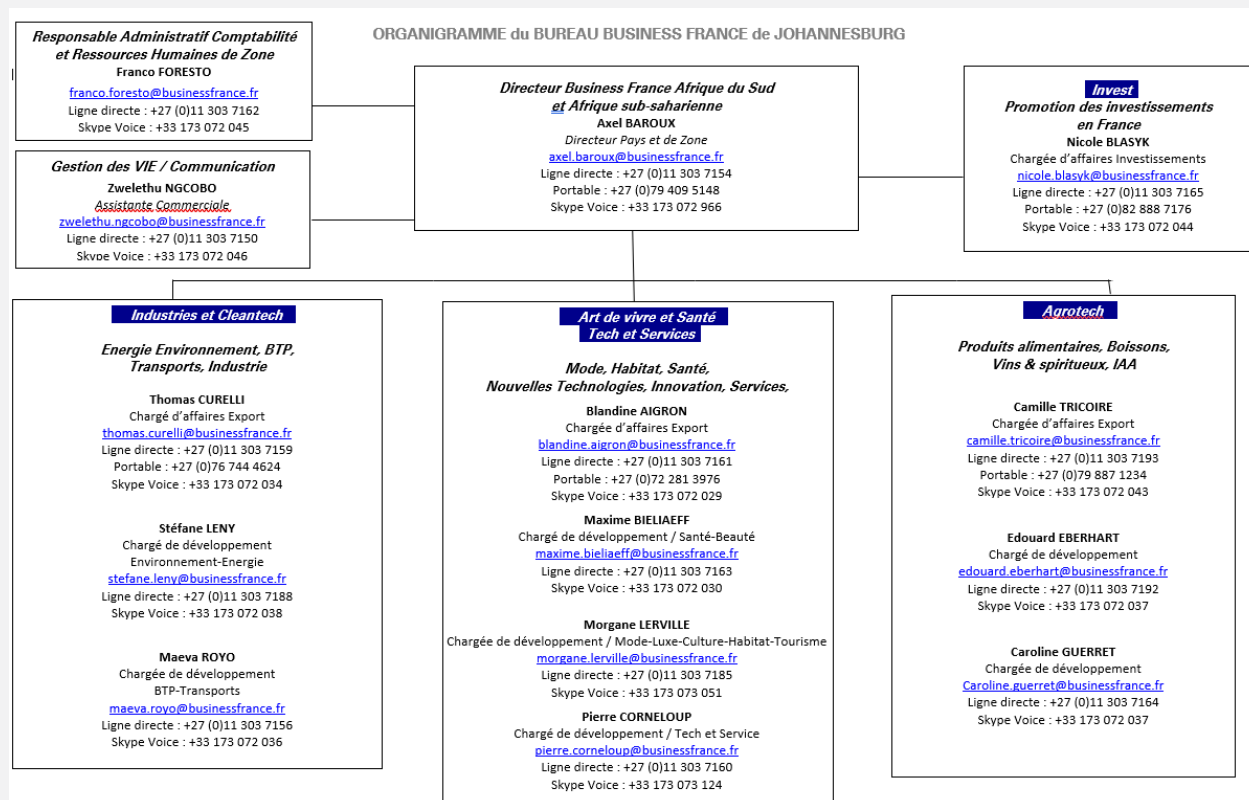 ORGANIGRAMME du BUREAU BUSINESS FRANCE de JOHANNESBURG
Responsable Administratif Comptabilité
et Ressources Humaines de Zone
Franco FORESTO
franco.foresto@businessfrance.fr
Ligne directe : +27 (0)11 303 7162
Skype Voice : +33 173 072 045
Gestion des VIE / Communication
Zwelethu NGCOBO
Assistante Commerciale
zwelethu.ngcobo@businessfrance.fr
Ligne directe : +27 (0)11 303 7150
Skype Voice : +33 173 072 046
Directeur Business France Afrique du Sud
et Afrique sub-saharienne
Axel BAROUX
Directeur Pays et de Zone
axel.baroux@businessfrance.fr
Ligne directe : +27 (0)11 303 7154
Portable : +27 (0)79 409 5148
Skype Voice : +33 173 072 966
Invest
Promotion des investissements
en France
Nicole BLASYK
Chargée d’affaires Investissements
nicole.blasyk@businessfrance.fr
Ligne directe : +27 (0)11 303 7165
Portable : +27 (0)82 888 7176
Skype Voice : +33 173 072 044
Industries et Cleantech
Energie Environnement, BTP,
Transports, Industrie
Thomas CURELLI
Chargé d’affaires Export
thomas.curelli@businessfrance.fr
Ligne directe : +27 (0)11 303 7159
Portable : +27 (0)76 744 4624
Skype Voice : +33 173 072 034
Stéfane LENY
Chargé de développement
Environnement-Energie
stefane.leny@businessfrance.fr
Ligne directe : +27 (0)11 303 7188
Skype Voice : +33 173 072 038
Maeva ROYO
Chargée de développement
BTP-Transports
maeva.royo@businessfrance.fr
Ligne directe : +27 (0)11 303 7156
Skype Voice : +33 173 072 036
Art de vivre et Santé
Tech et Services
Mode, Habitat, Santé,
Nouvelles Technologies, Innovation, Services,
Blandine AIGRON
Chargée d’affaires Export
blandine.aigron@businessfrance.fr
Ligne directe : +27 (0)11 303 7161
Portable : +27 (0)72 281 3976
Skype Voice : +33 173 072 029
Maxime BIELIAEFF
Chargé de développement / Santé-Beauté
maxime.bieliaeff@businessfrance.fr
Ligne directe : +27 (0)11 303 7163
Skype Voice : +33 173 072 030
Morgane LERVILLE
Chargée de développement / Mode-Luxe-Culture-Habitat-Tourisme
morgane.lerville@businessfrance.fr
Ligne directe : +27 (0)11 303 7185
Skype Voice : +33 173 073 051
Pierre CORNELOUP
Chargé de développement / Tech et Service
pierre.corneloup@businessfrance.fr
Ligne directe : +27 (0)11 303 7160
Skype Voice : +33 173 073 124
Agrotech
Produits alimentaires, Boissons,
Vins & spiritueux, IAA
Camille TRICOIRE
Chargée d’affaires Export
camille.tricoire@businessfrance.fr
Ligne directe : +27 (0)11 303 7193
Portable : +27 (0)79 887 1234
Skype Voice : +33 173 072 043
Edouard EBERHART
Chargé de développement
edouard.eberhart@businessfrance.fr
Ligne directe : +27 (0)11 303 7192
Skype Voice : +33 173 072 037
Caroline GUERRET
Chargée de développement
Caroline.guerret@businessfrance.fr
Ligne directe : +27 (0)11 303 7164
Skype Voice : +33 173 072 037